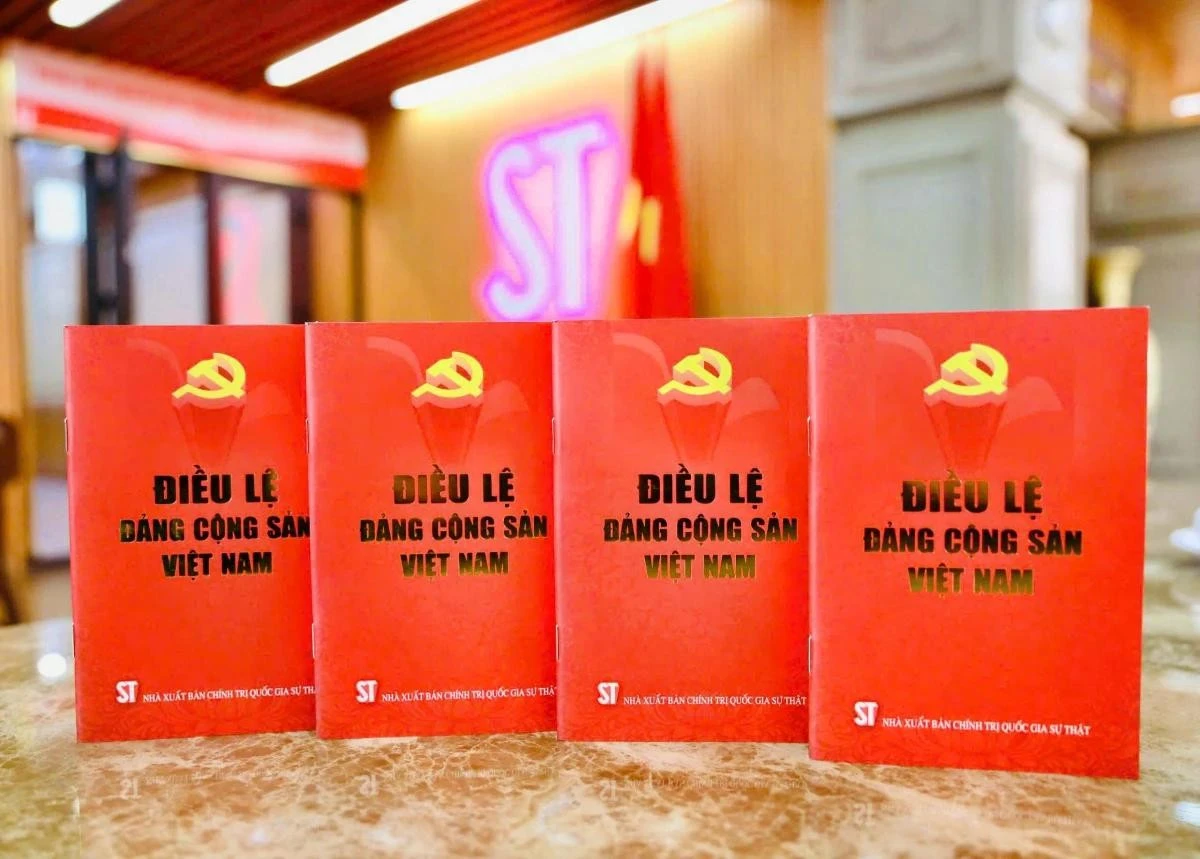 ST
ĐIỀU LỆ
ĐẢNG CỘNG SẢN
VIỆT NAM
ST NHÀ XUẤT BẢN CHÍNH TRỊ QUỐC GIA SỰ
ĐIỀU LỆ
ĐẢNG CỘNG SẢN
VIỆT NAM
ST NHÀ XUẤT BẢN CHÍNH TRỊ QUỐC GIA SỰ THẬT
ĐIỀU LỆ
ĐẢNG CỘNG SẢN
VIỆT NAM
ST NHÀ XUẤT BẢN CHÍNH TRỊ QUỐC GIA SỰ THẬT
ĐIỀU LỆ
ĐẢNG CỘNG SẢN
VIỆT NAM
ST NHÀ XUẤT BẢN CHÍNH TRỊ QUỐC GIA SỰ THẬT